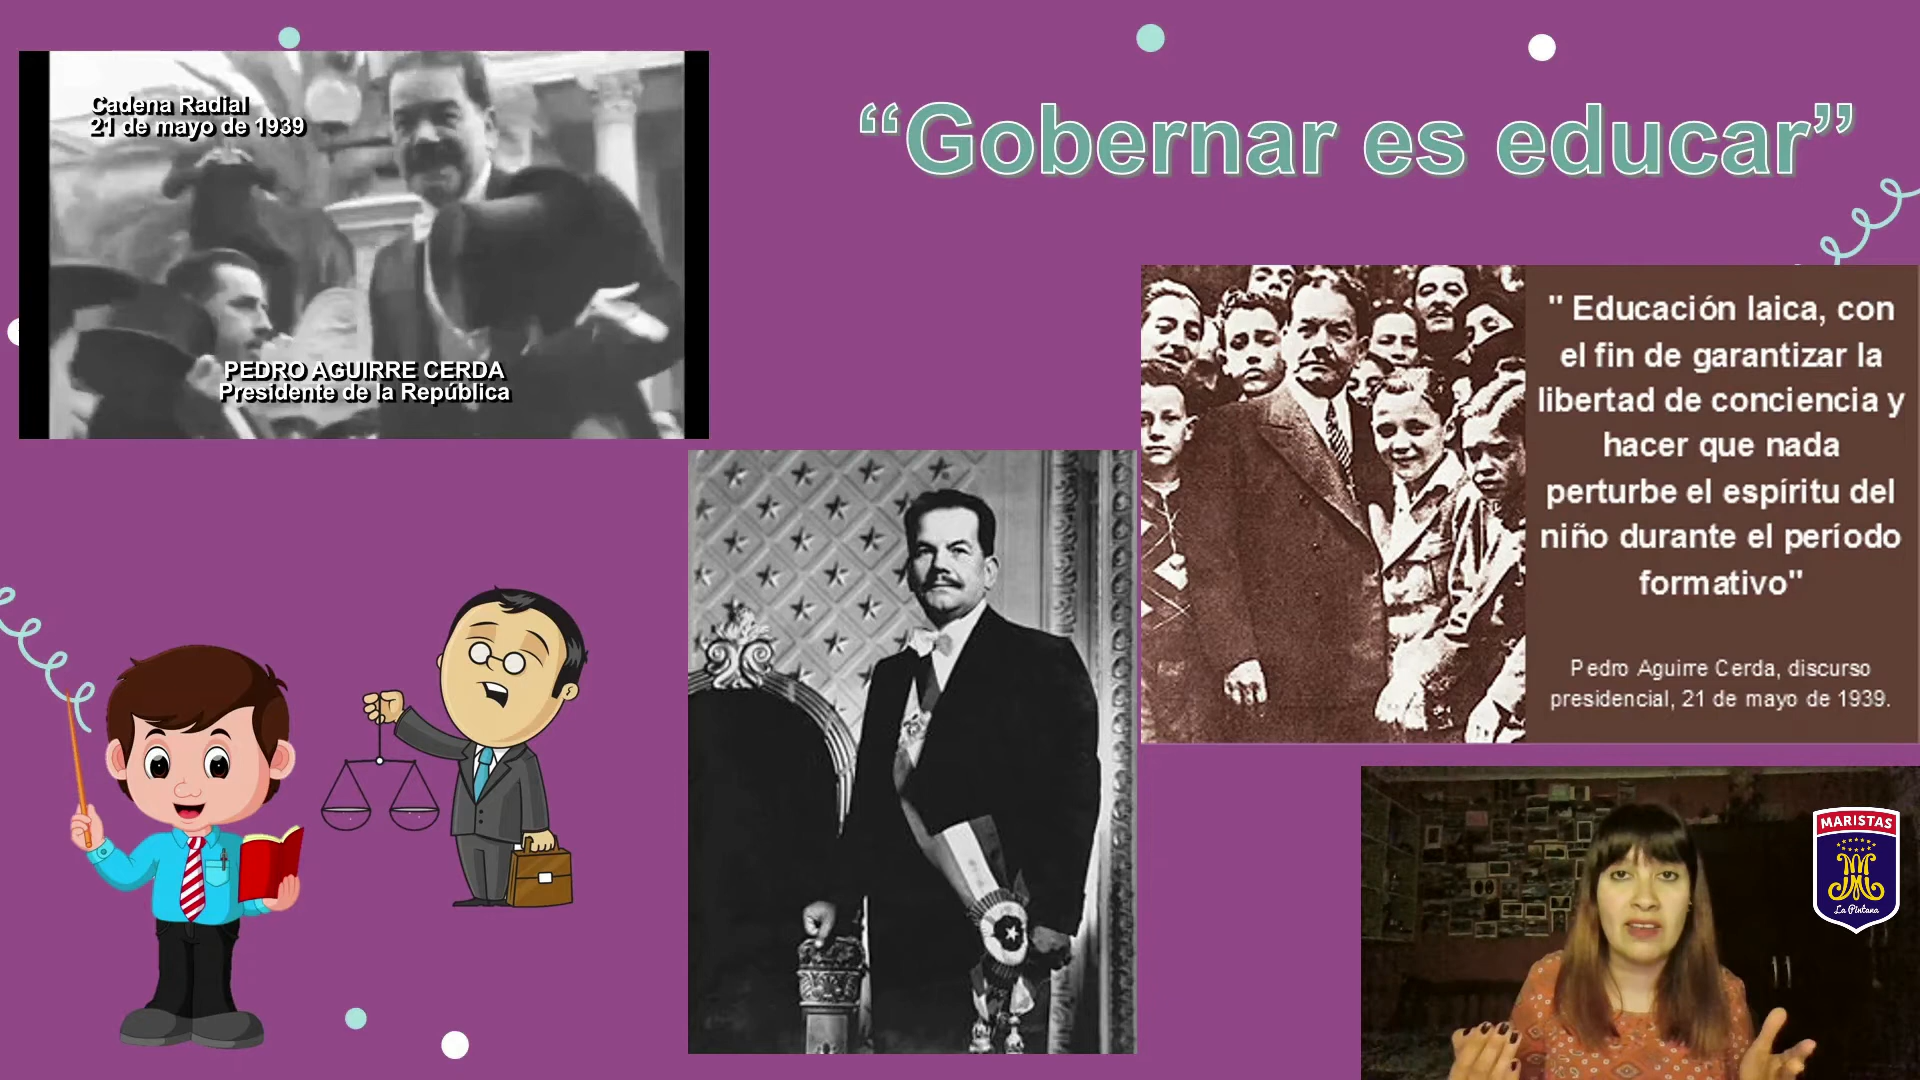 Cadena Radial
21 de mayo de 1939
PEDRO AGUIRRE CERDA
Presidente de la República
“Gobernar es educar”
" Educación laica, con
el fin de garantizar la
libertad de conciencia y
hacer que nada
perturbe el espíritu del
niño durante el período
formativo"
Pedro Aguirre Cerda, discurso
presidencial, 21 de mayo de 1939.
MARISTAS
La Pintana